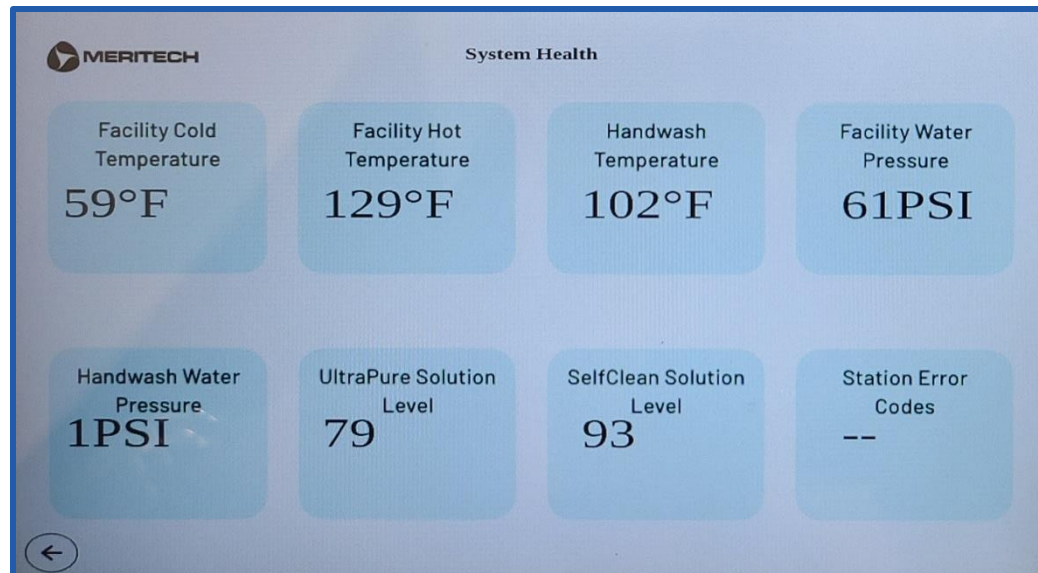 MERITECH
System Health
Facility Cold
Temperature
59°F
Facility Hot
Temperature
129°F
Handwash
Temperature
102°F
Facility Water
Pressure
61PSI
Handwash Water
Pressure
1PSI
UltraPure Solution
Level
79
SelfClean Solution
Level
93
Station Error
Codes
--